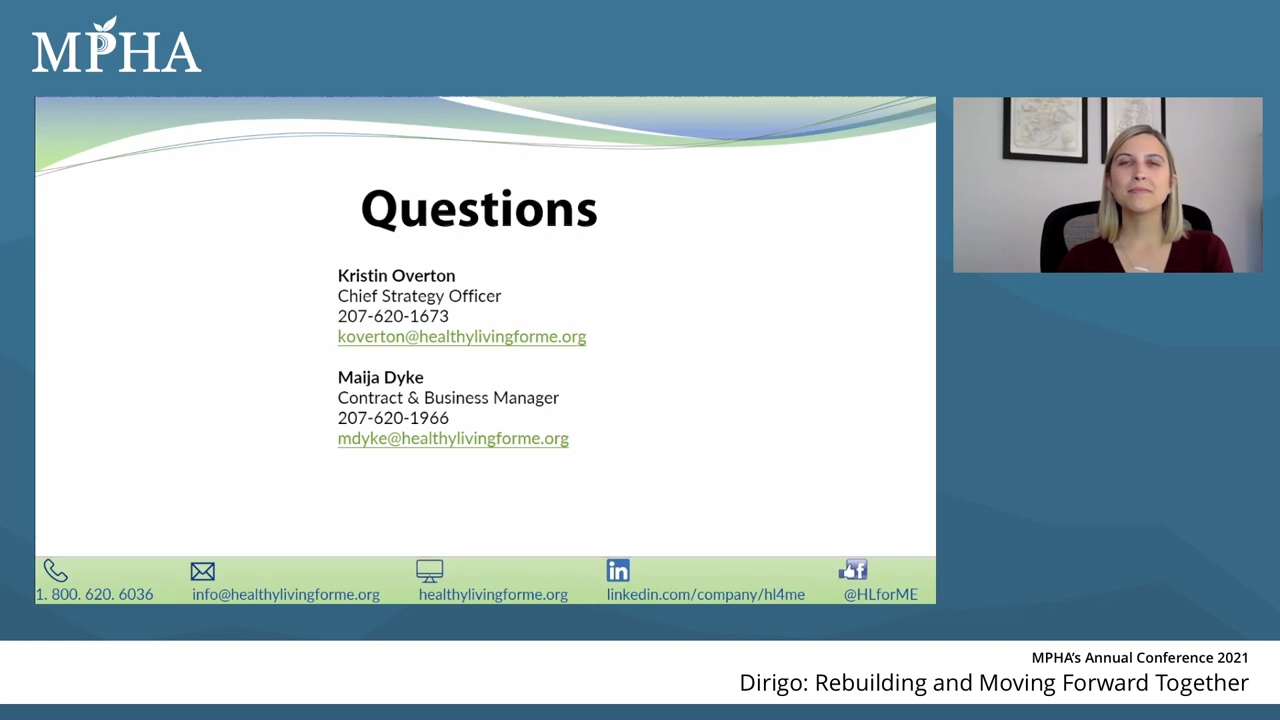 MPHA
Questions
Kristin Overton
Chief Strategy Officer
207-620-1673
koverton@healthylivingforme.org
Maija Dyke
Contract & Business Manager
207-620-1966
mdyke@healthylivingforme.org
1. 800. 620. 6036
info@healthylivingforme.org
healthylivingforme.org
in
linkedin.com/company/hl4me
f
@HLforME
MPHA's Annual Conference 2021
Dirigo: Rebuilding and Moving Forward Together